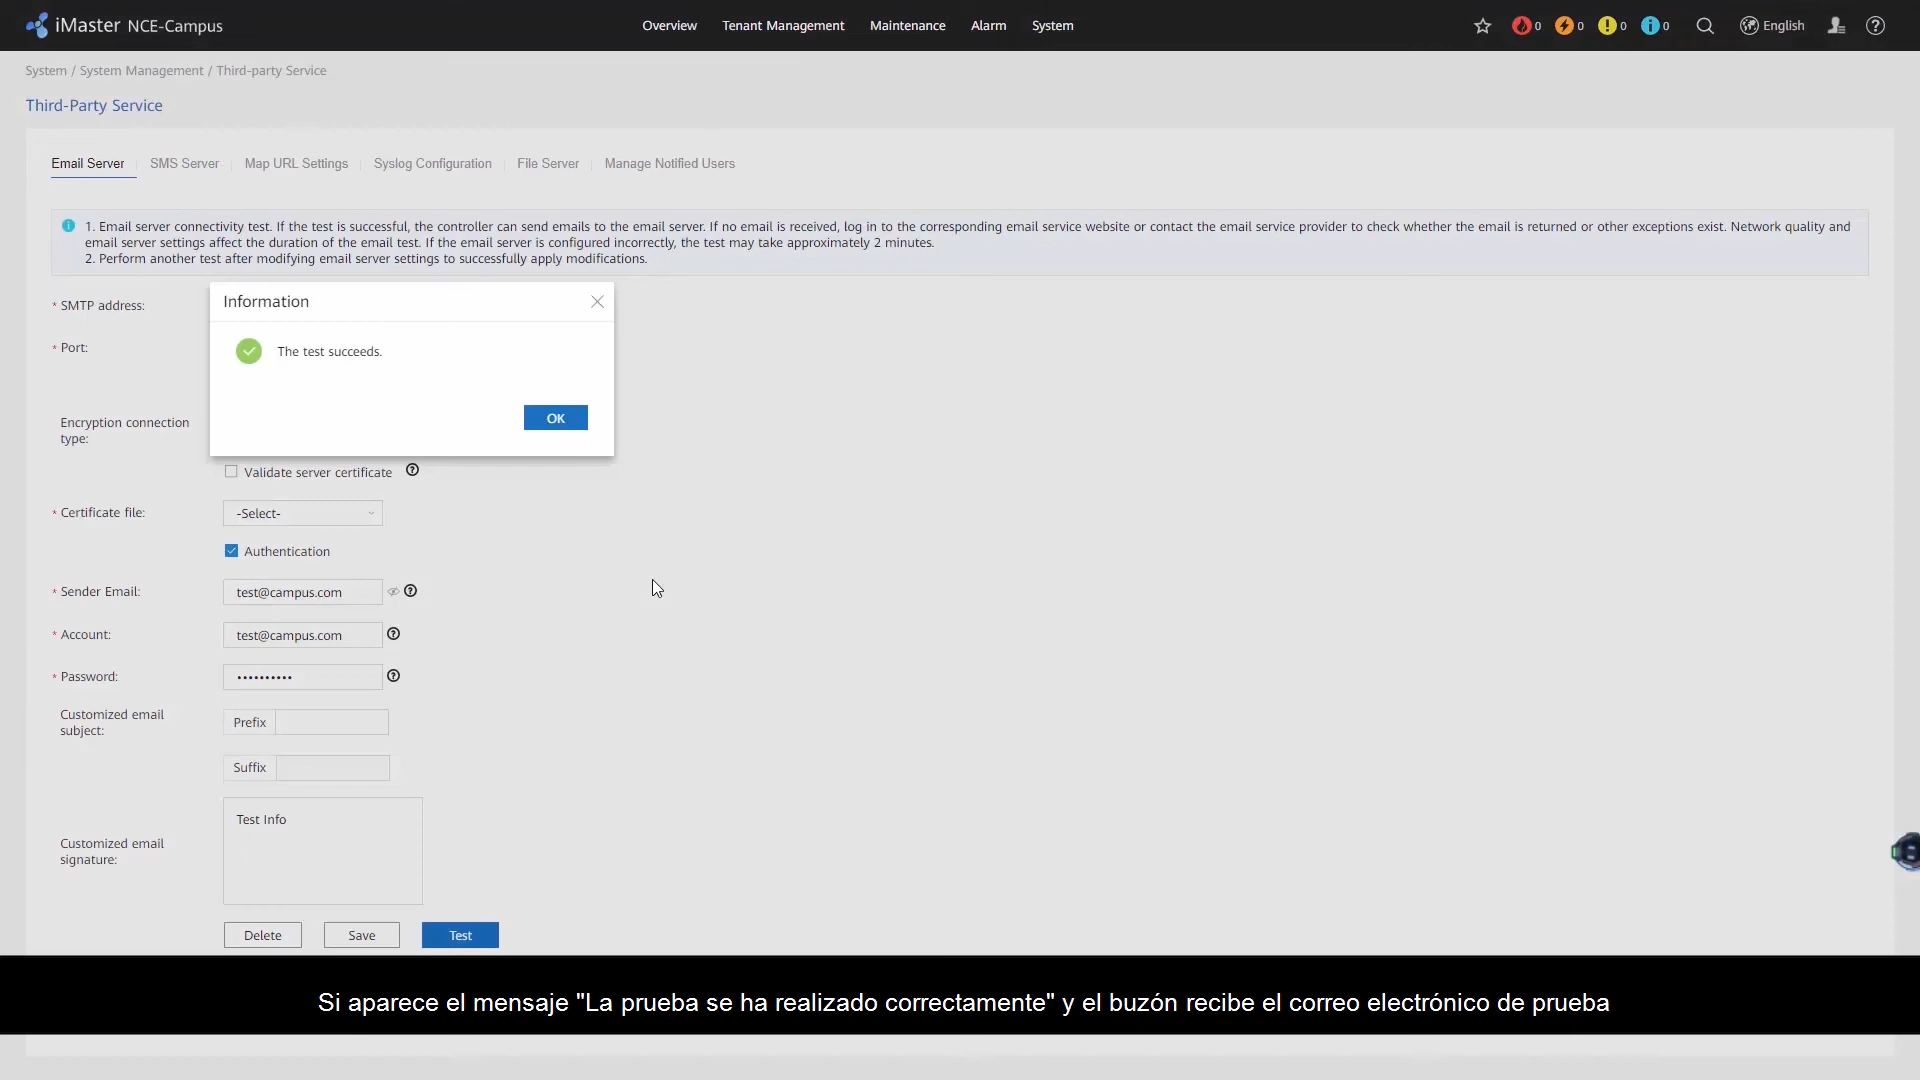 iMaster NCE-Campus
Overview Tenant Management Maintenance Alarm System
0 0 0 0 English
System / System Management / Third-party Service
Third-Party Service
Email Server SMS Server Map URL Settings Syslog Configuration File Server Manage Notified Users
1. Email server connectivity test. If the test is successful, the controller can send emails to the email server. If no email is received, log in to the corresponding email service website or contact the email service provider to check whether the email is returned or other exceptions exist. Network quality and
email server settings affect the duration of the email test. If the email server is configured incorrectly, the test may take approximately 2 minutes.
2. Perform another test after modifying email server settings to successfully apply modifications.
* SMTP address:
* Port:
Encryption connection
type:
Information
The test succeeds.
OK
Validate server certificate
* Certificate file: -Select-
Authentication
* Sender Email: test@campus.com
* Account: test@campus.com
* Password: ••••••••••
Customized email
subject:
Prefix
Suffix
Customized email
signature:
Test Info
Delete Save Test
Si aparece el mensaje "La prueba se ha realizado correctamente" y el buzón recibe el correo electrónico de prueba